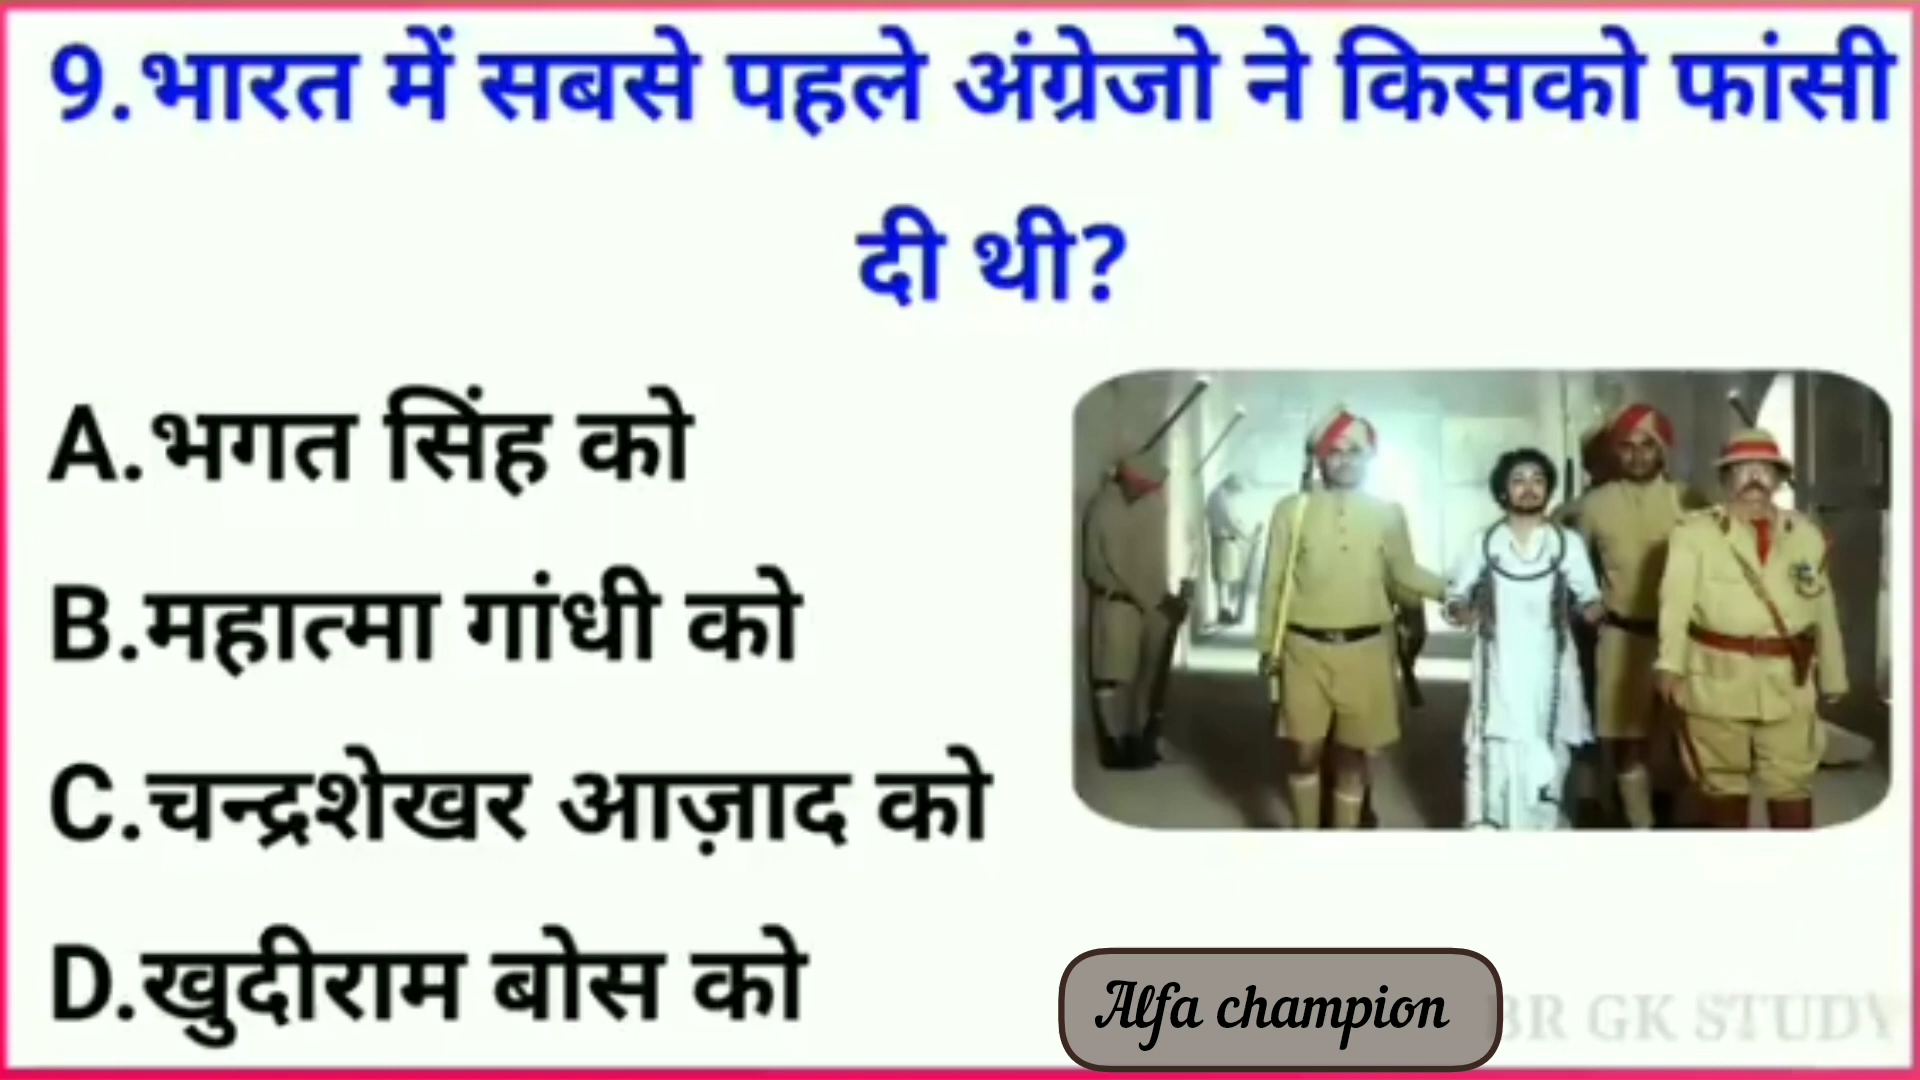 9.भारत में सबसे पहले अंग्रेजो ने किसको फांसी
दी थी?
A.भगत सिंह को
B.महात्मा गांधी को
C.चन्द्रशेखर आज़ाद को
D.खुदीराम बोस को
Alfa champion
BR GK STUDY